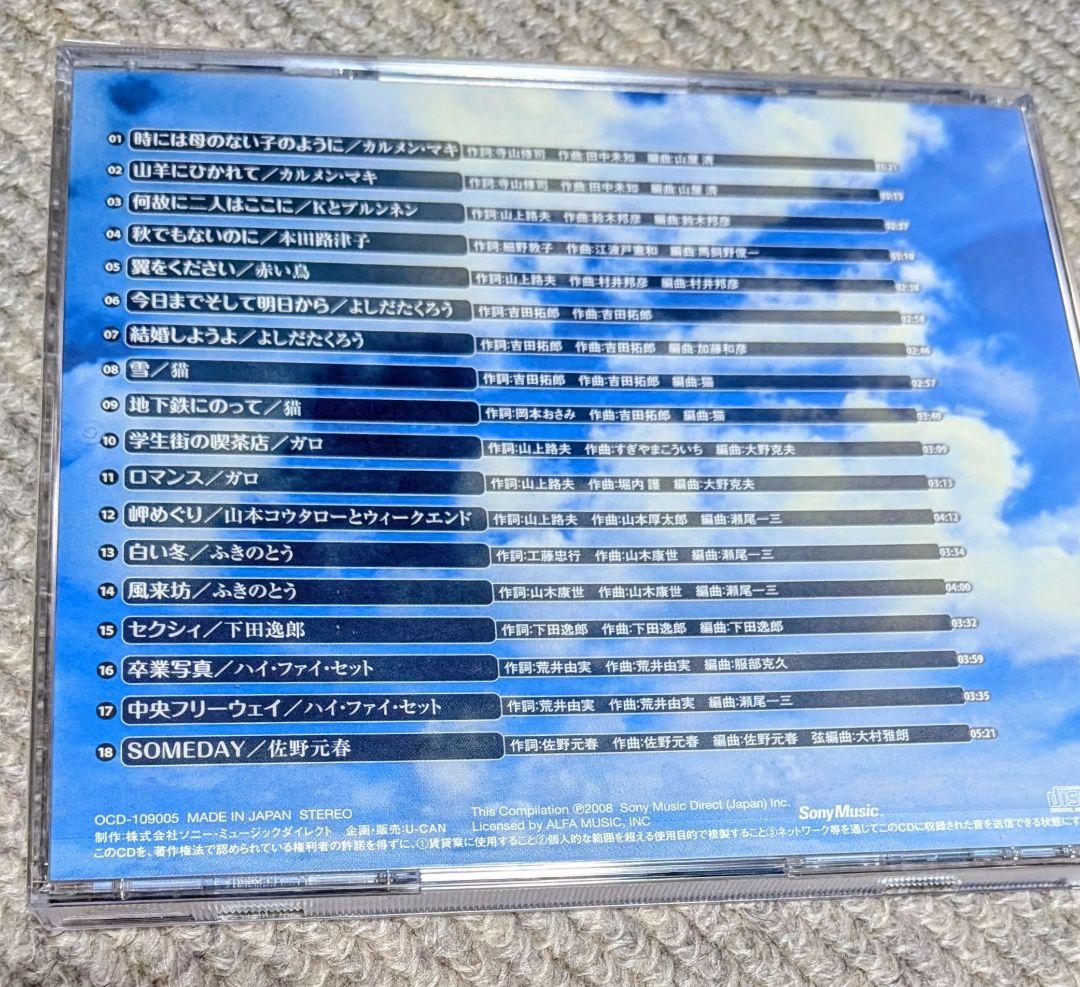 01 時には母のない子のように／カルメン・マキ 作詞:寺山修司 作曲:田中未知 編曲:山屋 清
02 山羊にひかれて／カルメン・マキ 作詞:寺山修司 作曲:田中未知 編曲:山屋 清 03:13
03 何故に二人はここに／Kとブルンネン 作詞:山上路夫 作曲:鈴木邦彦 編曲:鈴木邦彦 02:37
04 秋でもないのに／本田路津子 作詞:細野敦子 作曲:江波戸憲和 編曲:馬飼野俊一 03:10
05 翼をください／赤い鳥 作詞:山上路夫 作曲:村井邦彦 編曲:村井邦彦 02:38
06 今日までそして明日から／よしだたくろう 作詞:吉田拓郎 作曲:吉田拓郎 02:58
07 結婚しようよ／よしだたくろう 作詞:吉田拓郎 作曲:吉田拓郎 編曲:加藤和彦 02:46
08 雪／猫 作詞:吉田拓郎 作曲:吉田拓郎 編曲:猫 02:57
09 地下鉄にのって／猫 作詞:岡本おさみ 作曲:吉田拓郎 編曲:猫 03:40
10 学生街の喫茶店／ガロ 作詞:山上路夫 作曲:すぎやまこういち 編曲:大野克夫 03:09
11 ロマンス／ガロ 作詞:山上路夫 作曲:堀内 護 編曲:大野克夫 03:13
12 岬めぐり／山本コウタローとウィークエンド 作詞:山上路夫 作曲:山本厚太郎 編曲:瀬尾一三 04:12
13 白い冬／ふきのとう 作詞:工藤忠行 作曲:山木康世 編曲:瀬尾一三 03:34
14 風来坊／ふきのとう 作詞:山木康世 作曲:山木康世 編曲:瀬尾一三 04:00
15 セクシィ／下田逸郎 作詞:下田逸郎 作曲:下田逸郎 編曲:下田逸郎 03:32
16 卒業写真／ハイ・ファイ・セット 作詞:荒井由実 作曲:荒井由実 編曲:服部克久 03:59
17 中央フリーウェイ／ハイ・ファイ・セット 作詞:荒井由実 作曲:荒井由実 編曲:瀬尾一三 03:35
18 SOMEDAY／佐野元春 作詞:佐野元春 作曲:佐野元春 編曲:佐野元春 弦編曲:大村雅朗 05:21
OCD-109005 MADE IN JAPAN STEREO
This Compilation ℗2008 Sony Music Direct (Japan) Inc.
Licensed by ALFA MUSIC, INC
SonyMusic
制作:株式会社ソニー・ミュージックダイレクト 企画・販売:U-CAN
このCDを、著作権法で認められている権利者の許諾を得ずに、①賃貸業に使用すること②個人的な範囲を超える使用目的で複製すること③ネットワーク等を通じてこのCDに収録された音を送信できる状態にす